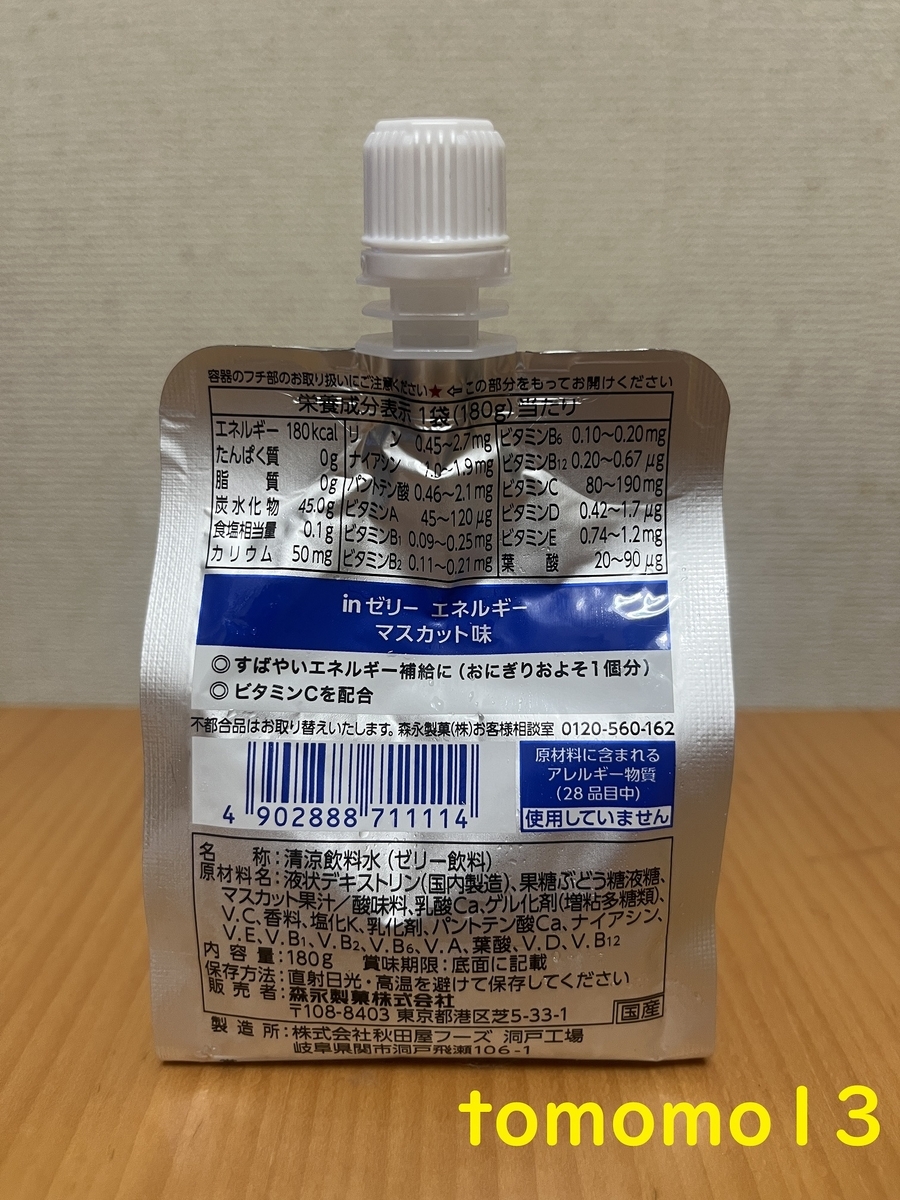 容器のフチ部のお取り扱いにご注意ください★ ⇦この部分をもってお開けください
栄養成分表示 1袋(180g)当たり
エネルギー 180kcal
たんぱく質 0g
脂質 0g
炭水化物 45.0g
食塩相当量 0.1g
カリウム 50mg
リン 0.45~2.7mg
ナイアシン 1.0~1.9mg
パントテン酸 0.46~2.1mg
ビタミンA 45~120μg
ビタミンB₁ 0.09~0.25mg
ビタミンB₂ 0.11~0.21mg
ビタミンB₆ 0.10~0.20mg
ビタミンB₁₂ 0.20~0.67μg
ビタミンC 80~190mg
ビタミンD 0.42~1.7μg
ビタミンE 0.74~1.2mg
葉酸 20~90μg
inゼリー エネルギー
マスカット味
◎すばやいエネルギー補給に(おにぎりおよそ1個分)
◎ビタミンCを配合
不都合品はお取り替えいたします。森永製菓(株)お客様相談室 0120-560-162
4 902888 711114
原材料に含まれる
アレルギー物質
(28品目中)
使用していません
名称:清涼飲料水(ゼリー飲料)
原材料名:液状デキストリン(国内製造)、果糖ぶどう糖液糖、
マスカット果汁/酸味料、乳酸Ca、ゲル化剤(増粘多糖類)、
V.C、香料、塩化K、乳化剤、パントテン酸Ca、ナイアシン、
V.E、V.B₁、V.B₂、V.B₆、V.A、葉酸、V.D、V.B₁₂
内容量:180g 賞味期限:底面に記載
保存方法:直射日光・高温を避けて保存してください
販売者:森永製菓株式会社
〒108-8403 東京都港区芝5-33-1
国産
製造所:株式会社秋田屋フーズ 洞戸工場
岐阜県関市洞戸飛瀬106-1
tomomo13